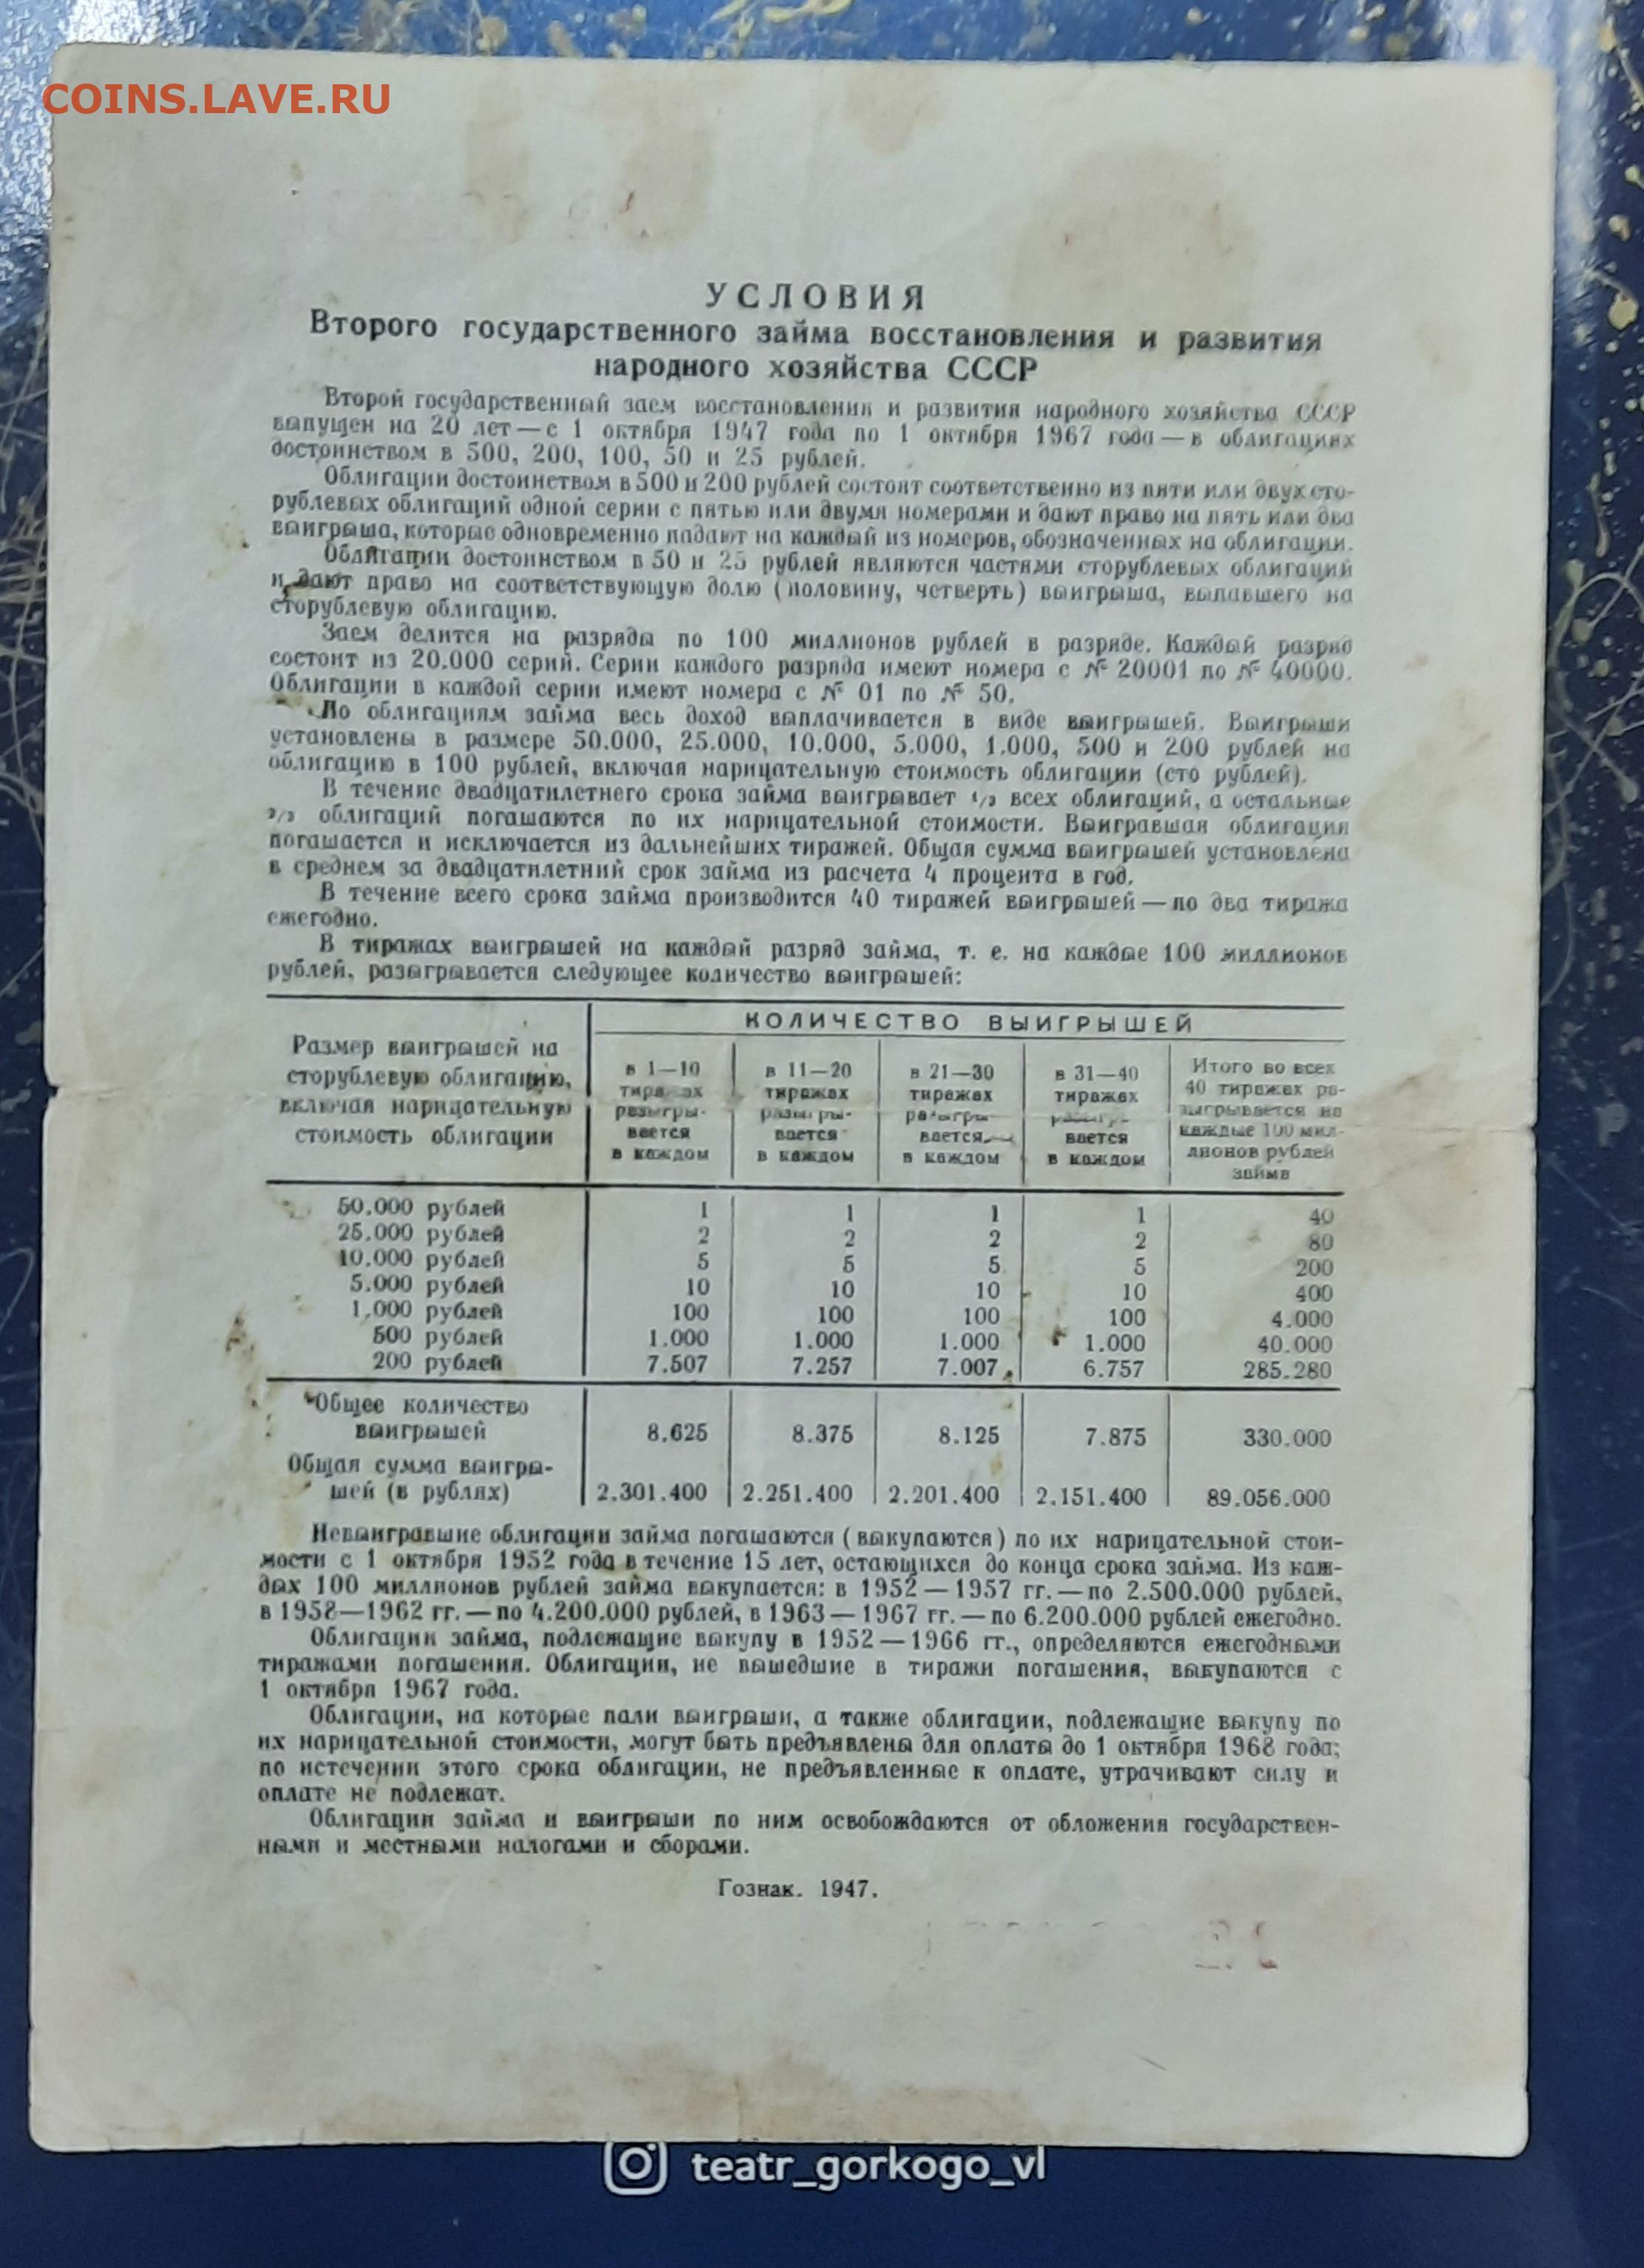 COINS.LAVE.RU
УСЛОВИЯ
Второго государственного займа восстановления и развития
народного хозяйства СССР
Второй государственный заем восстановления и развития народного хозяйства СССР
выпущен на 20 лет — с 1 октября 1947 года по 1 октября 1967 года — в облигациях
достоинством в 500, 200, 100, 50 и 25 рублей.
Облигации достоинством в 500 и 200 рублей состоят соответственно из пяти или двух сто-
рублевых облигаций одной серии с пятью или двумя номерами и дают право на пять или два
выигрыша, которые одновременно падают на каждый из номеров, обозначенных на облигации.
Облигации достоинством в 50 и 25 рублей являются частями сторублевых облигаций
и дают право на соответствующую долю (половину, четверть) выигрыша, выпавшего на
сторублевую облигацию.
Заем делится на разряды по 100 миллионов рублей в разряде. Каждый разряд
состоит из 20.000 серий. Серии каждого разряда имеют номера с № 20001 по № 40000.
Облигации в каждой серии имеют номера с № 01 по № 50.
По облигациям займа весь доход выплачивается в виде выигрышей. Выигрыши
установлены в размере 50.000, 25.000, 10.000, 5.000, 1.000, 500 и 200 рублей на
облигацию в 100 рублей, включая нарицательную стоимость облигации (сто рублей).
В течение двадцатилетнего срока займа выигрывает 1/3 всех облигаций, а остальные
2/3 облигаций погашаются по их нарицательной стоимости. Выигравшая облигация
погашается и исключается из дальнейших тиражей. Общая сумма выигрышей установлена
в среднем за двадцатилетний срок займа из расчета 4 процента в год.
В течение всего срока займа производится 40 тиражей выигрышей — по два тиража
ежегодно.
В тиражах выигрышей на каждый разряд займа, т. е. на каждые 100 миллионов
рублей, разыгрывается следующее количество выигрышей:
КОЛИЧЕСТВО ВЫИГРЫШЕЙ
Размер выигрышей на
сторублевую облигацию,
включая нарицательную
стоимость облигации
в 1—10
тиражах
разыгры-
вается
в каждом
в 11—20
тиражах
разыгры-
вается
в каждом
в 21—30
тиражах
разыгры-
вается
в каждом
в 31—40
тиражах
разыгры-
вается
в каждом
Итого во всех
40 тиражах ра-
зыгрывается на
каждые 100 мил-
лионов рублей
займа
50.000 рублей 1 1 1 1 40
25.000 рублей 2 2 2 2 80
10.000 рублей 5 5 5 5 200
5.000 рублей 10 10 10 10 400
1.000 рублей 100 100 100 100 4.000
500 рублей 1.000 1.000 1.000 1.000 40.000
200 рублей 7.507 7.257 7.007 6.757 285.280
Общее количество
выигрышей 8.625 8.375 8.125 7.875 330.000
Общая сумма выигры-
шей (в рублях) 2.301.400 2.251.400 2.201.400 2.151.400 89.056.000
Невыигравшие облигации займа погашаются (выкупаются) по их нарицательной стои-
мости с 1 октября 1952 года в течение 15 лет, остающихся до конца срока займа. Из каж-
дых 100 миллионов рублей займа выкупается: в 1952 — 1957 гг. — по 2.500.000 рублей,
в 1958—1962 гг. — по 4.200.000 рублей, в 1963 — 1967 гг. — по 6.200.000 рублей ежегодно.
Облигации займа, подлежащие выкупу в 1952 — 1966 гг., определяются ежегодными
тиражами погашения. Облигации, не вышедшие в тиражи погашения, выкупаются с
1 октября 1967 года.
Облигации, на которые пали выигрыши, а также облигации, подлежащие выкупу по
их нарицательной стоимости, могут быть предъявлены для оплаты до 1 октября 1968 года;
по истечении этого срока облигации, не предъявленные к оплате, утрачивают силу и
оплате не подлежат.
Облигации займа и выигрыши по ним освобождаются от обложения государствен-
ными и местными налогами и сборами.
Гознак. 1947.
teatr_gorkogo_vl